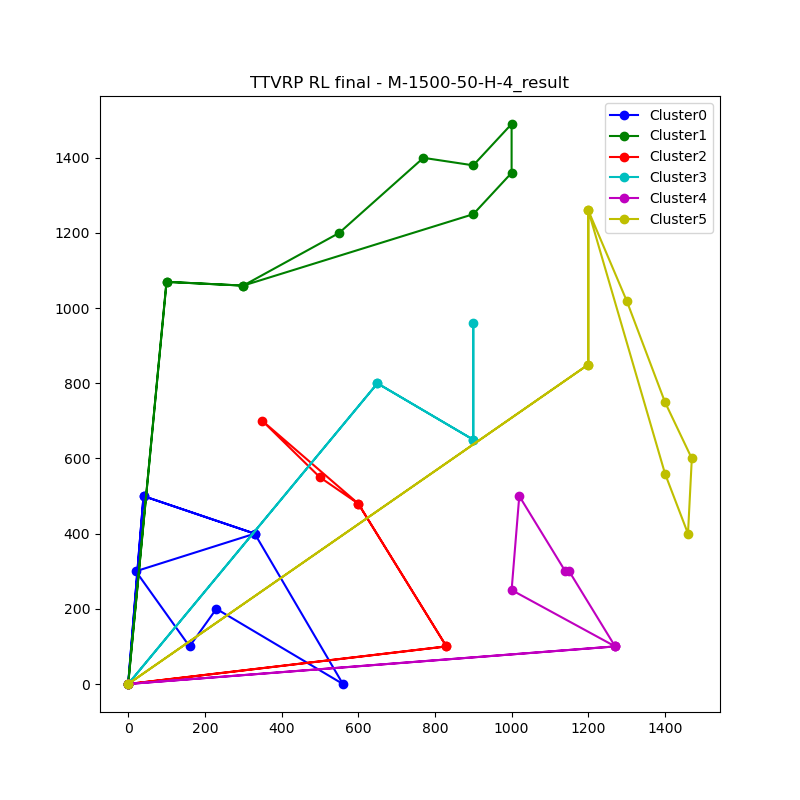 TTVRP RL final - M-1500-50-H-4_result
Cluster0
Cluster1
Cluster2
Cluster3
Cluster4
Cluster5
1400
1200
1000
800
600
400
200
0
0 200 400 600 800 1000 1200 1400